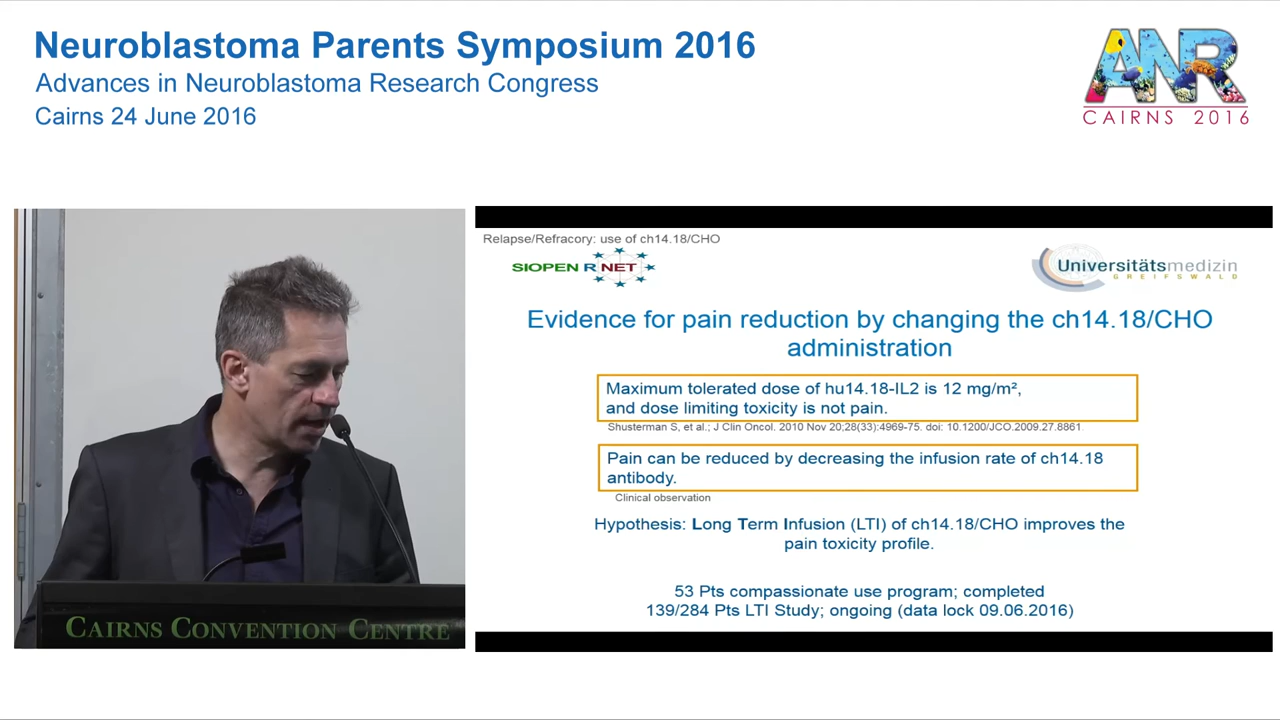 Neuroblastoma Parents Symposium 2016
Advances in Neuroblastoma Research Congress
Cairns 24 June 2016
ANR
CAIRNS 2016
CAIRNS CONVENTION CENTRE
Relapse/Refracory: use of ch14.18/CHO
SIOPEN R NET
Universitätsmedizin
GREIFSWALD
Evidence for pain reduction by changing the ch14.18/CHO
administration
Maximum tolerated dose of hu14.18-IL2 is 12 mg/m²,
and dose limiting toxicity is not pain.
Shusterman S, et al.; J Clin Oncol. 2010 Nov 20;28(33):4969-75. doi: 10.1200/JCO.2009.27.8861.
Pain can be reduced by decreasing the infusion rate of ch14.18
antibody.
Clinical observation
Hypothesis: Long Term Infusion (LTI) of ch14.18/CHO improves the
pain toxicity profile.
53 Pts compassionate use program; completed
139/284 Pts LTI Study; ongoing (data lock 09.06.2016)